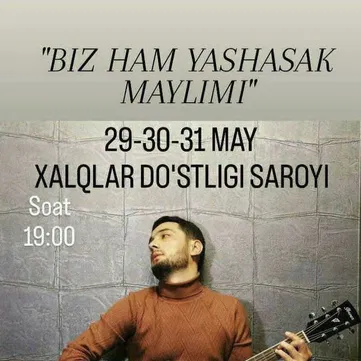 "BIZ HAM YASHASAK
MAYLIMI"
29-30-31 MAY
XALQLAR DO'STLIGI SAROYI
Soat
19:00